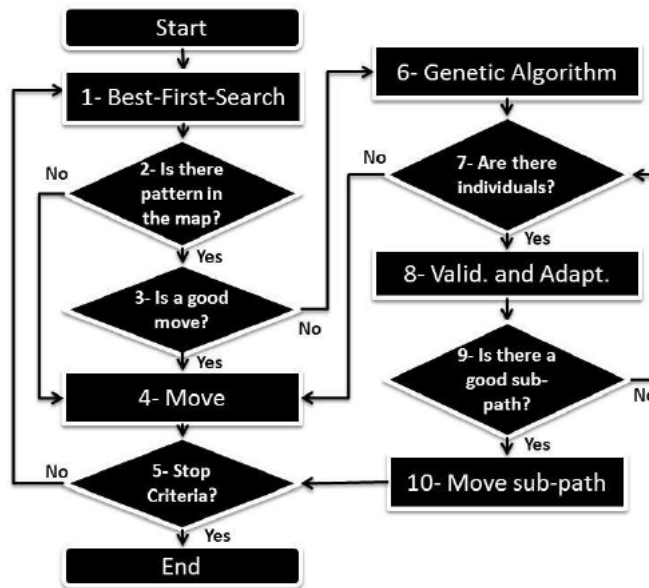 Start
1- Best-First-Search
No
2- Is there
pattern in
the map?
Yes
3- Is a good
move?
No
Yes
4- Move
No
5- Stop
Criteria?
Yes
End
6- Genetic Algorithm
No
7- Are there
individuals?
Yes
8- Valid. and Adapt.
9- Is there a
good sub-
path?
No
Yes
10- Move sub-path